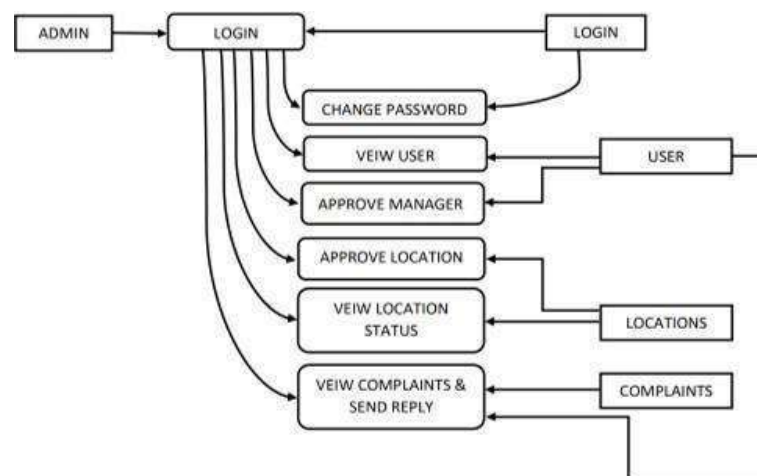 ADMIN
LOGIN
LOGIN
CHANGE PASSWORD
VEIW USER
USER
APPROVE MANAGER
APPROVE LOCATION
VEIW LOCATION
STATUS
LOCATIONS
VEIW COMPLAINTS &
SEND REPLY
COMPLAINTS